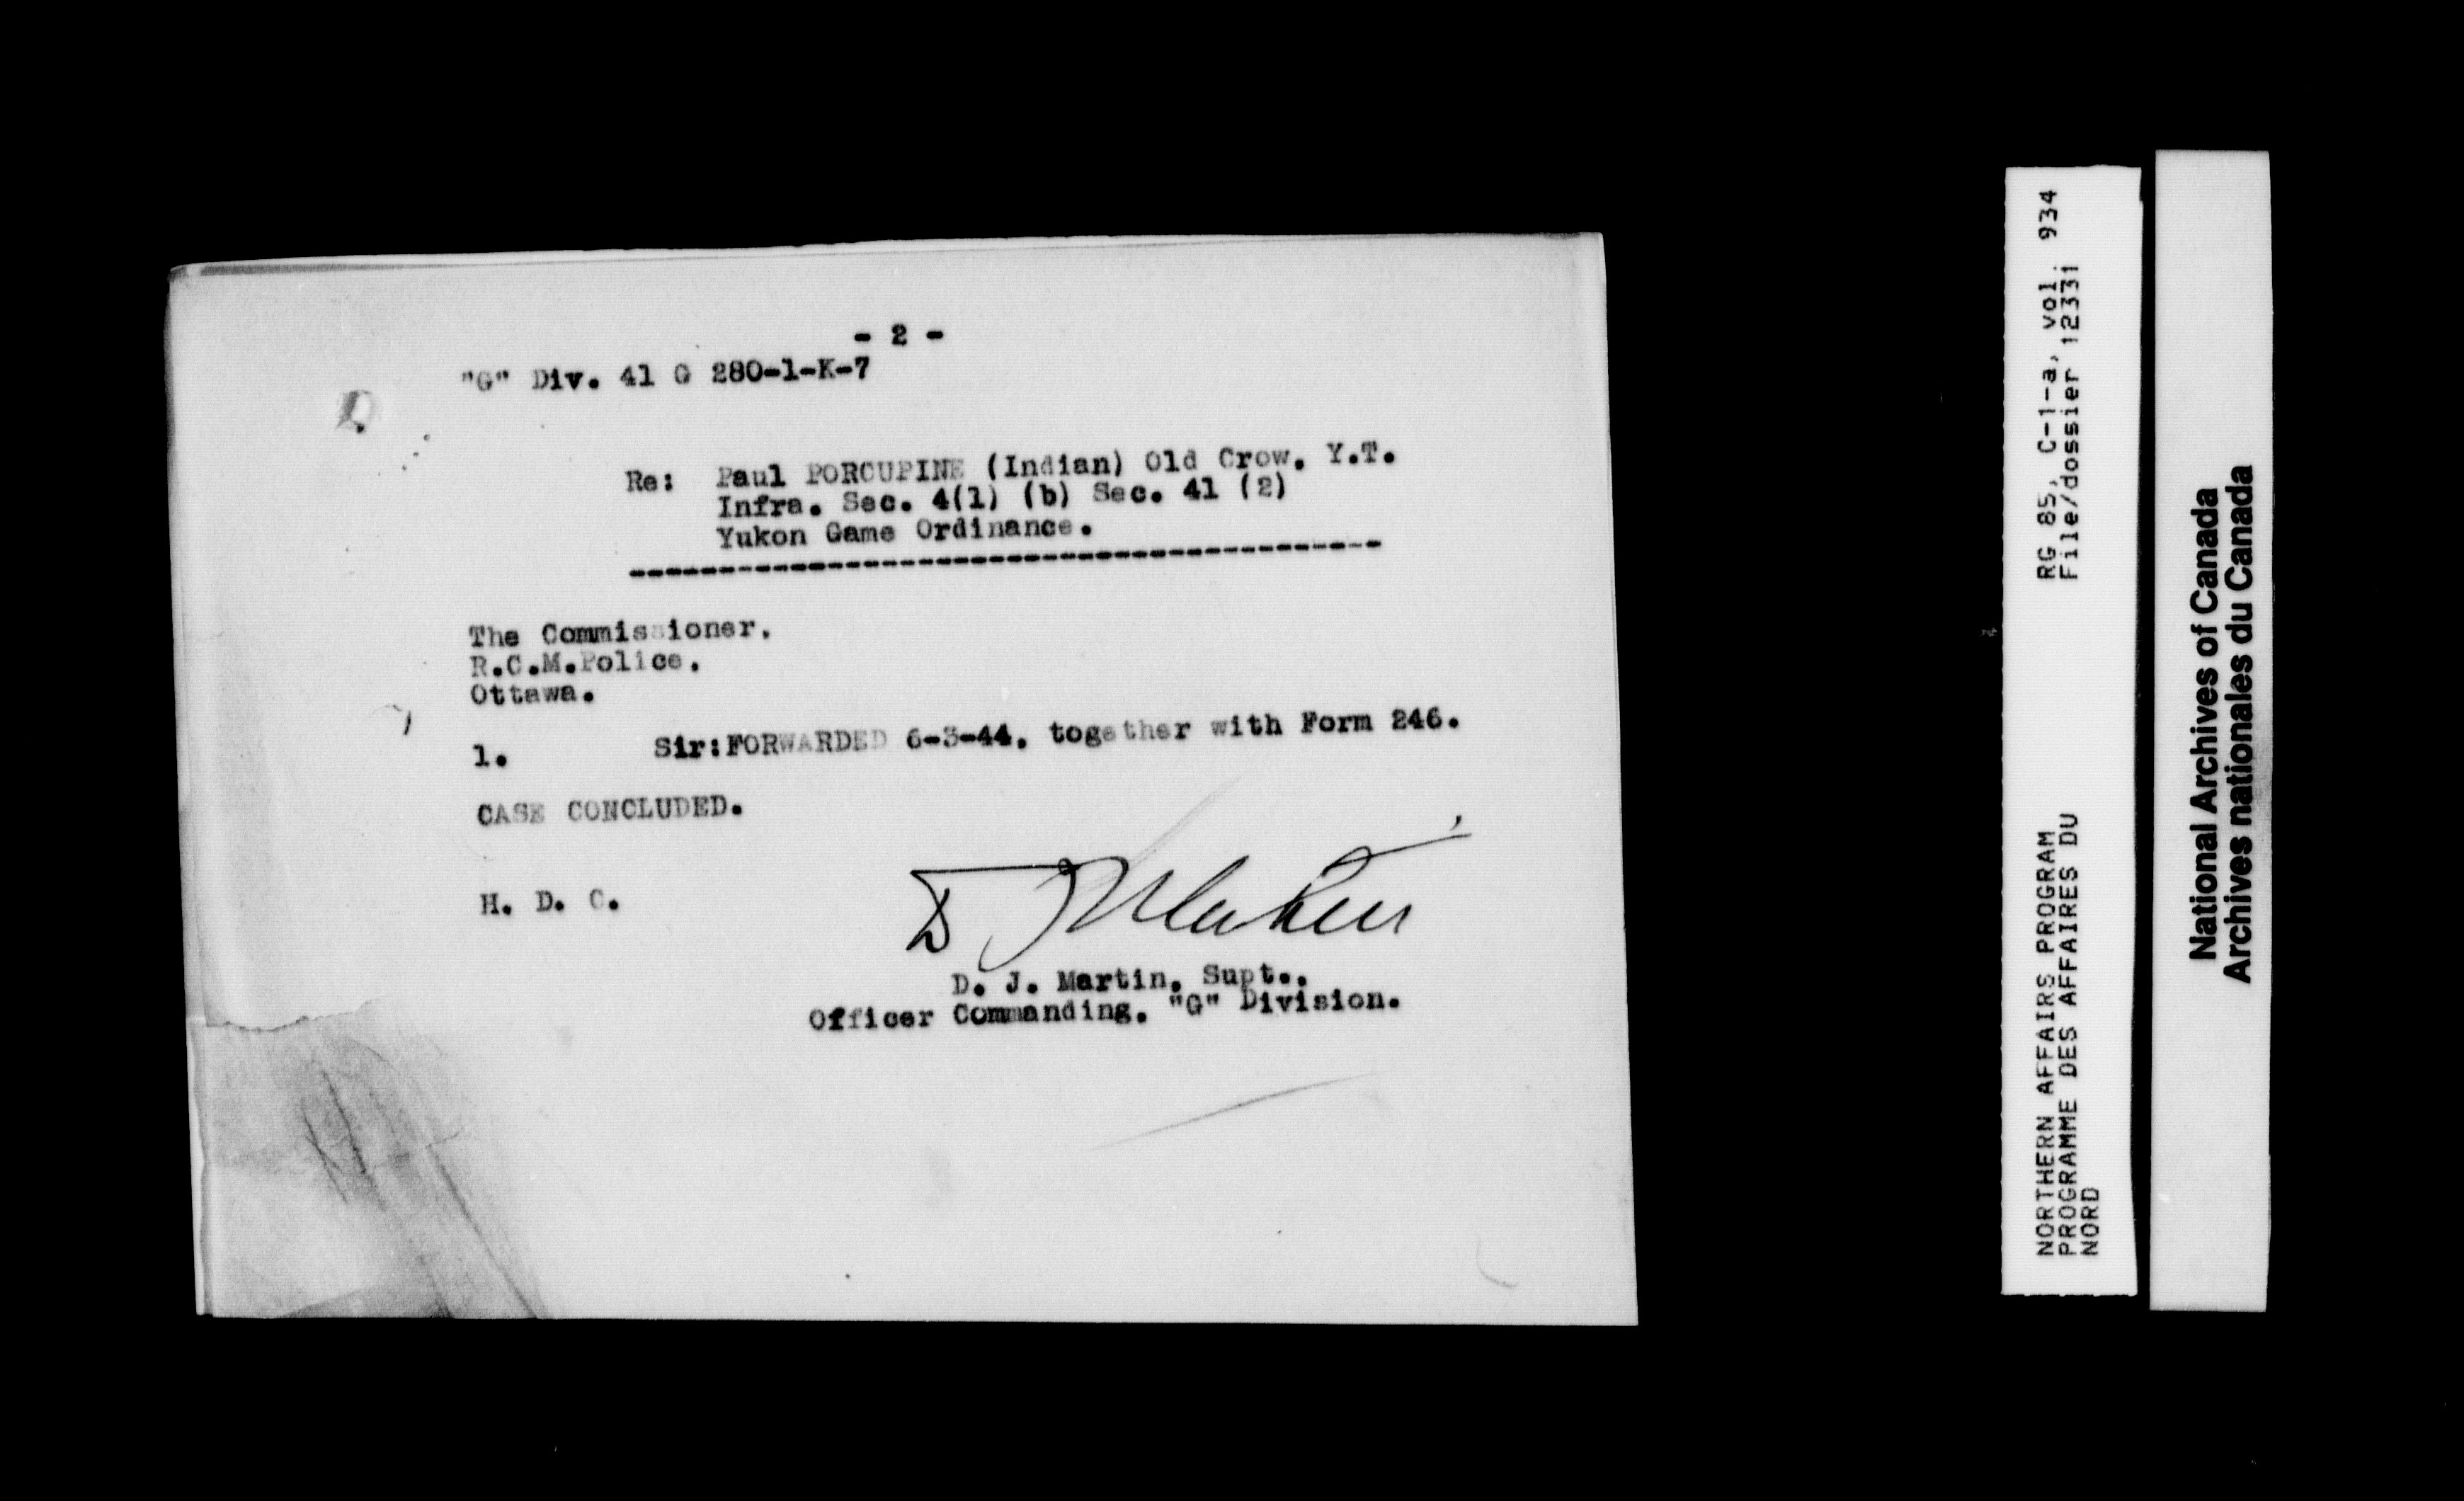 - 2 -
"G" Div. 41 G 280-1-K-7
Re: Paul PORCUPINE (Indian) Old Crow, Y.T.
Infra. Sec. 4(1) (b) Sec. 41 (2)
Yukon Game Ordinance.
--------------------------------------------
The Commissioner,
R.C.M.Police,
Ottawa.
1. Sir:FORWARDED 6-3-44, together with Form 246.
CASE CONCLUDED.
H. D. C.
D J Martin
D. J. Martin, Supt.,
Officer Commanding, "G" Division.
RG 85, C-1-a, vol. 934
File/dossier 12331
NORTHERN AFFAIRS PROGRAM
PROGRAMME DES AFFAIRES DU
NORD
National Archives of Canada
Archives nationales du Canada